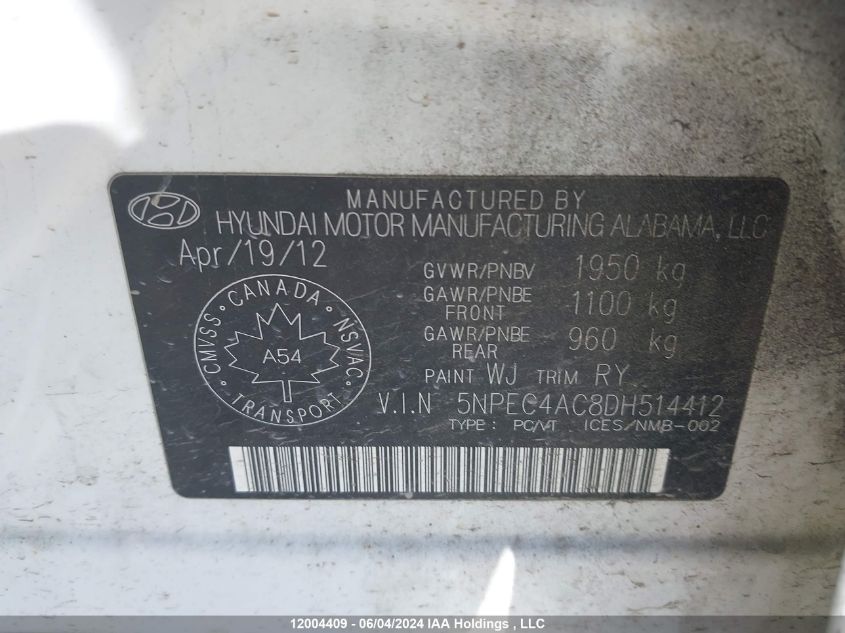 MANUFACTURED BY
HYUNDAI MOTOR MANUFACTURING ALABAMA, LLC
Apr/19/12
GVWR/PNBV 1950 kg
GAWR/PNBE 1100 kg
FRONT
GAWR/PNBE 960 kg
REAR
CMVSS · CANADA · NSVAC
A54
TRANSPORT
PAINT WJ TRIM RY
V.I.N 5NPEC4AC8DH514412
TYPE : PC/VT ICES/NMB-002
12004409 - 06/04/2024 IAA Holdings , LLC